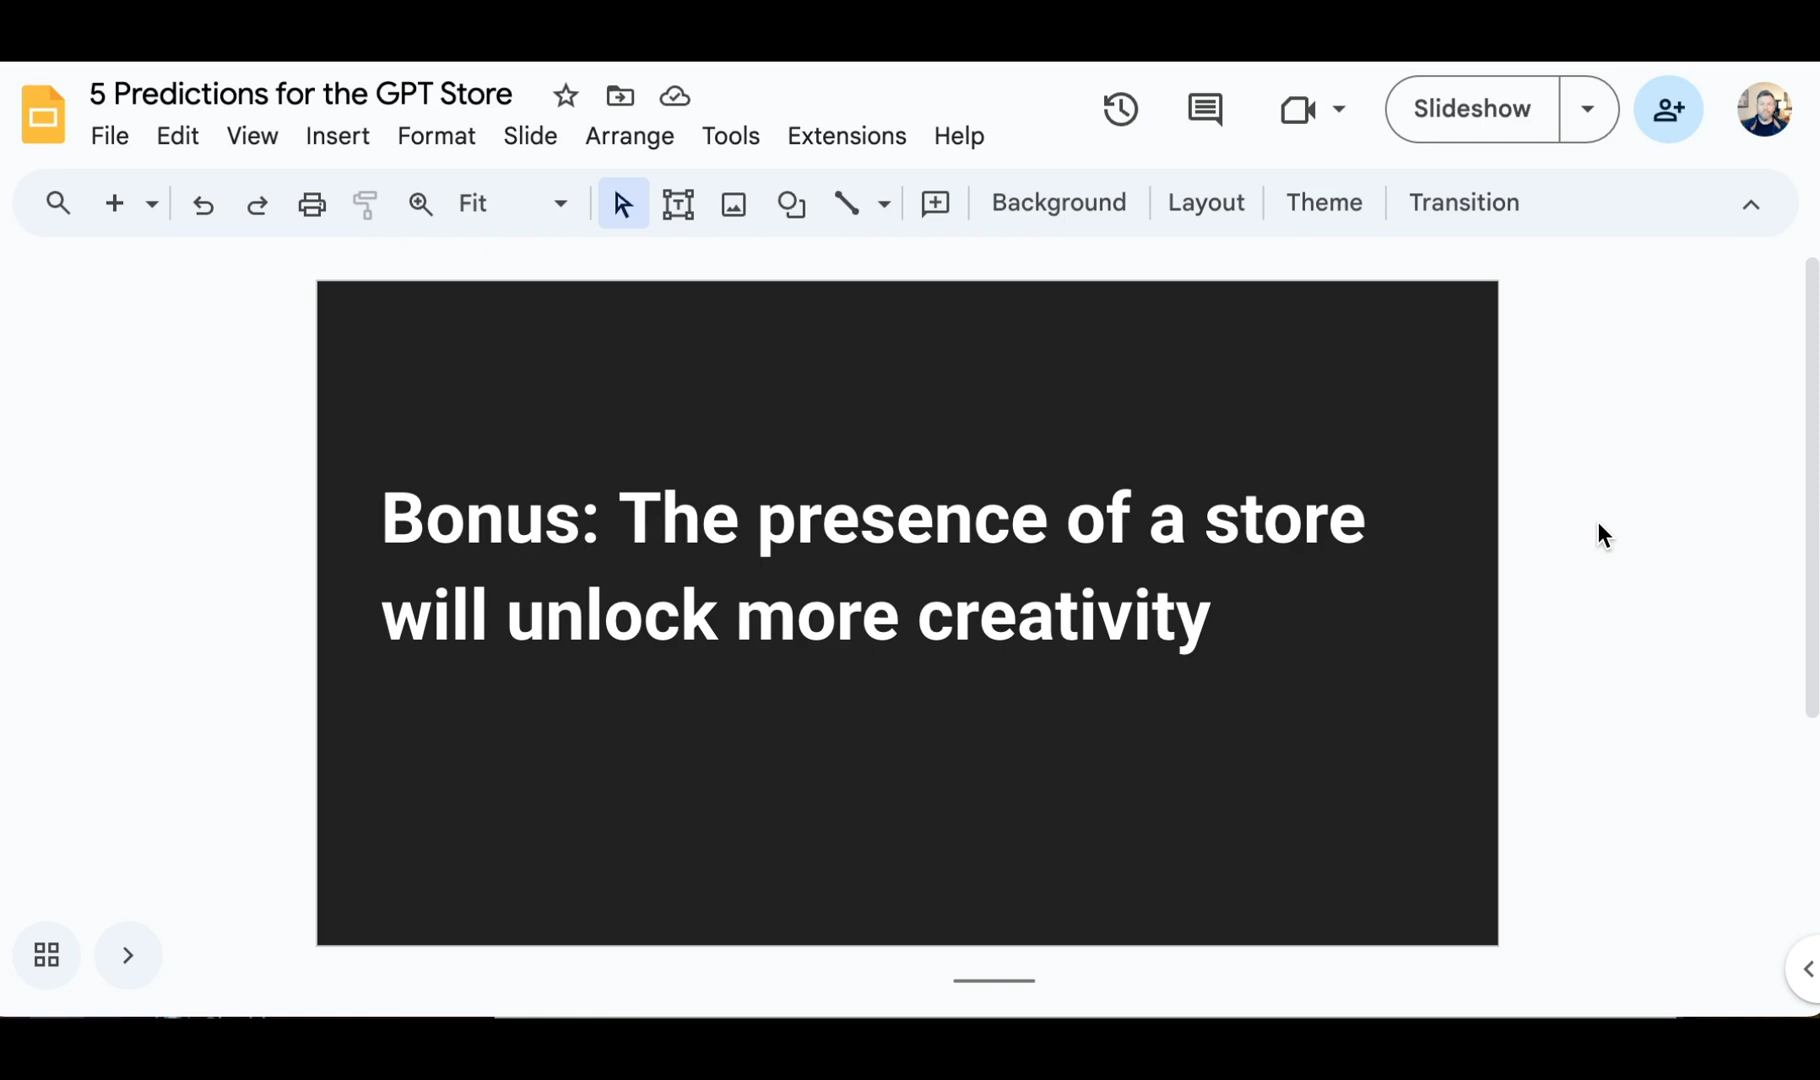 5 Predictions for the GPT Store
File Edit View Insert Format Slide Arrange Tools Extensions Help
Slideshow
Fit
Background Layout Theme Transition
Bonus: The presence of a store
will unlock more creativity